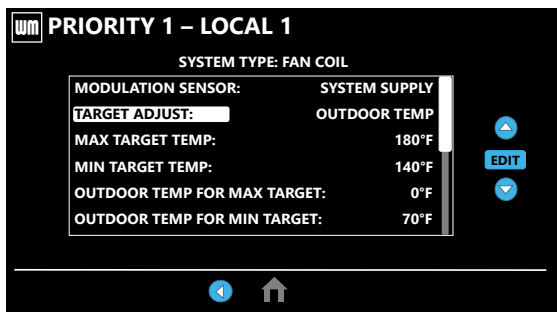 wm PRIORITY 1 – LOCAL 1
SYSTEM TYPE: FAN COIL
MODULATION SENSOR: SYSTEM SUPPLY
TARGET ADJUST: OUTDOOR TEMP
MAX TARGET TEMP: 180°F
MIN TARGET TEMP: 140°F
EDIT
OUTDOOR TEMP FOR MAX TARGET: 0°F
OUTDOOR TEMP FOR MIN TARGET: 70°F